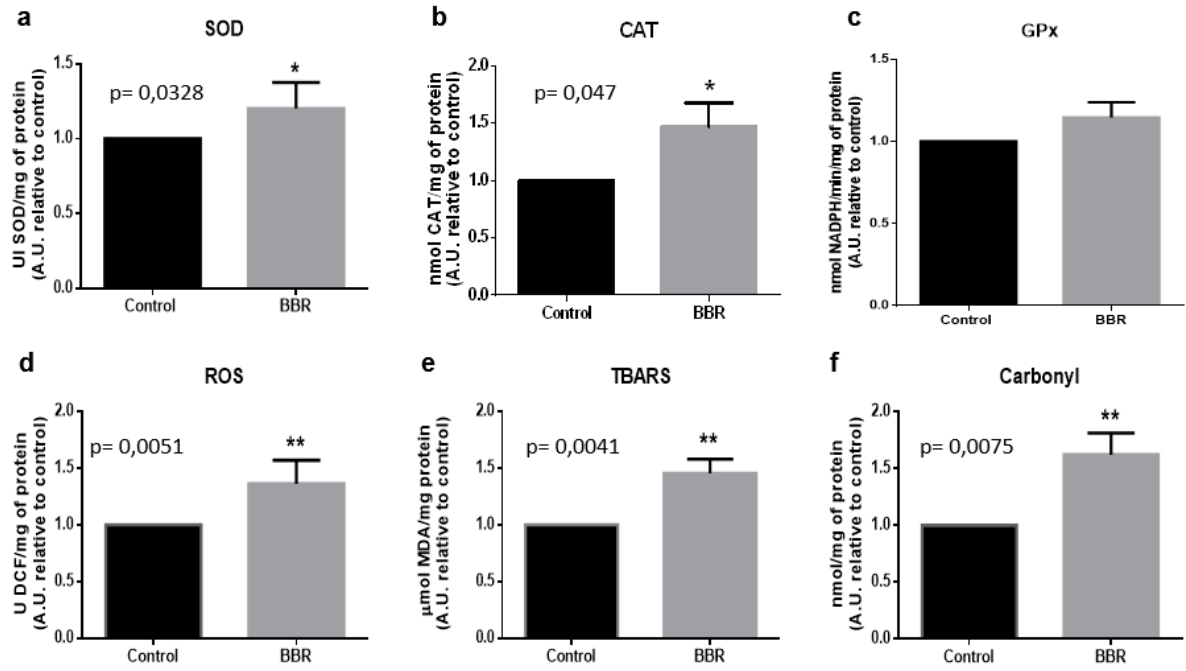 a
SOD
UI SOD/mg of protein
(A.U. relative to control)
1.5
1.0
0.5
0.0
p= 0,0328
*
Control
BBR
b
CAT
nmol CAT/mg of protein
(A.U. relative to control)
2.0
1.5
1.0
0.5
0.0
p= 0,047
*
Control
BBR
c
GPx
nmol NADPH/min/mg of protein
(A.U. relative to control)
1.5
1.0
0.5
0.0
Control
BBR
d
ROS
U DCF/mg of protein
(A.U. relative to control)
2.0
1.5
1.0
0.5
0.0
p= 0,0051
**
Control
BBR
e
TBARS
μmol MDA/mg protein
(A.U. relative to control)
2.0
1.5
1.0
0.5
0.0
p= 0,0041
**
Control
BBR
f
Carbonyl
nmol/mg of protein
(A.U. relative to control)
2.0
1.5
1.0
0.5
0.0
p= 0,0075
**
Control
BBR